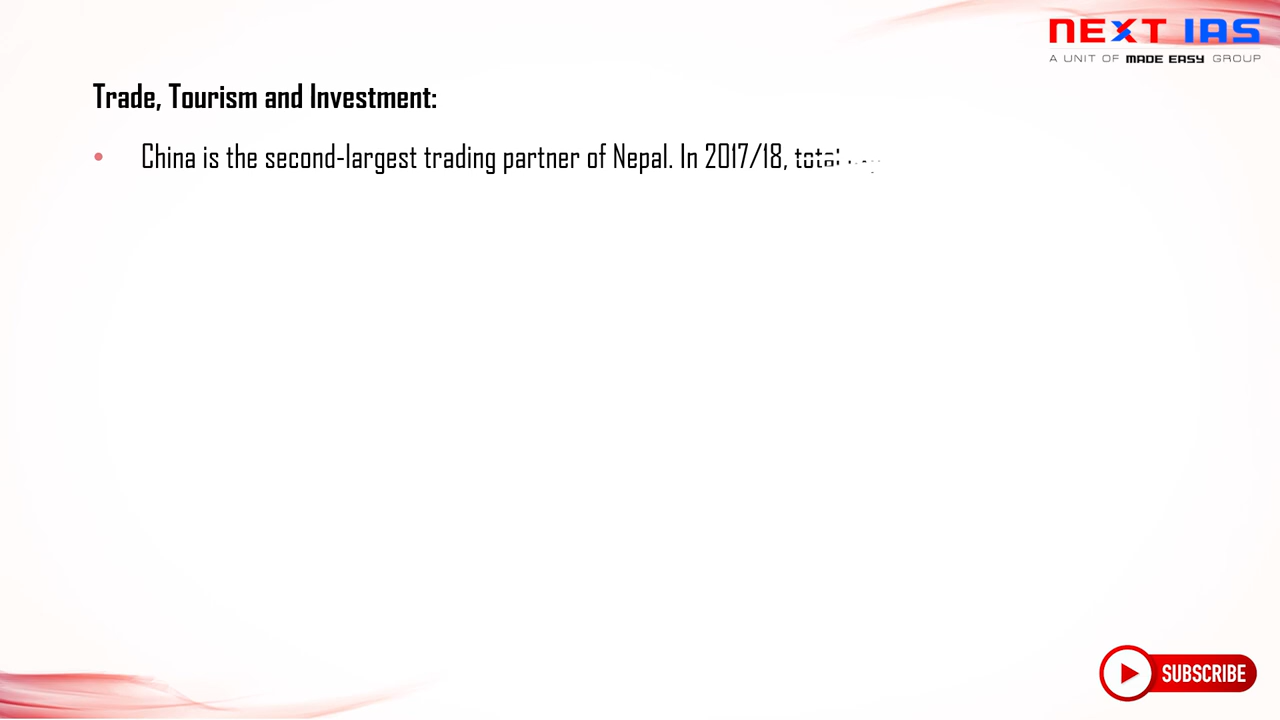 NEXT IAS
A UNIT OF MADE EASY GROUP
Trade, Tourism and Investment:
• China is the second-largest trading partner of Nepal. In 2017/18, total
SUBSCRIBE